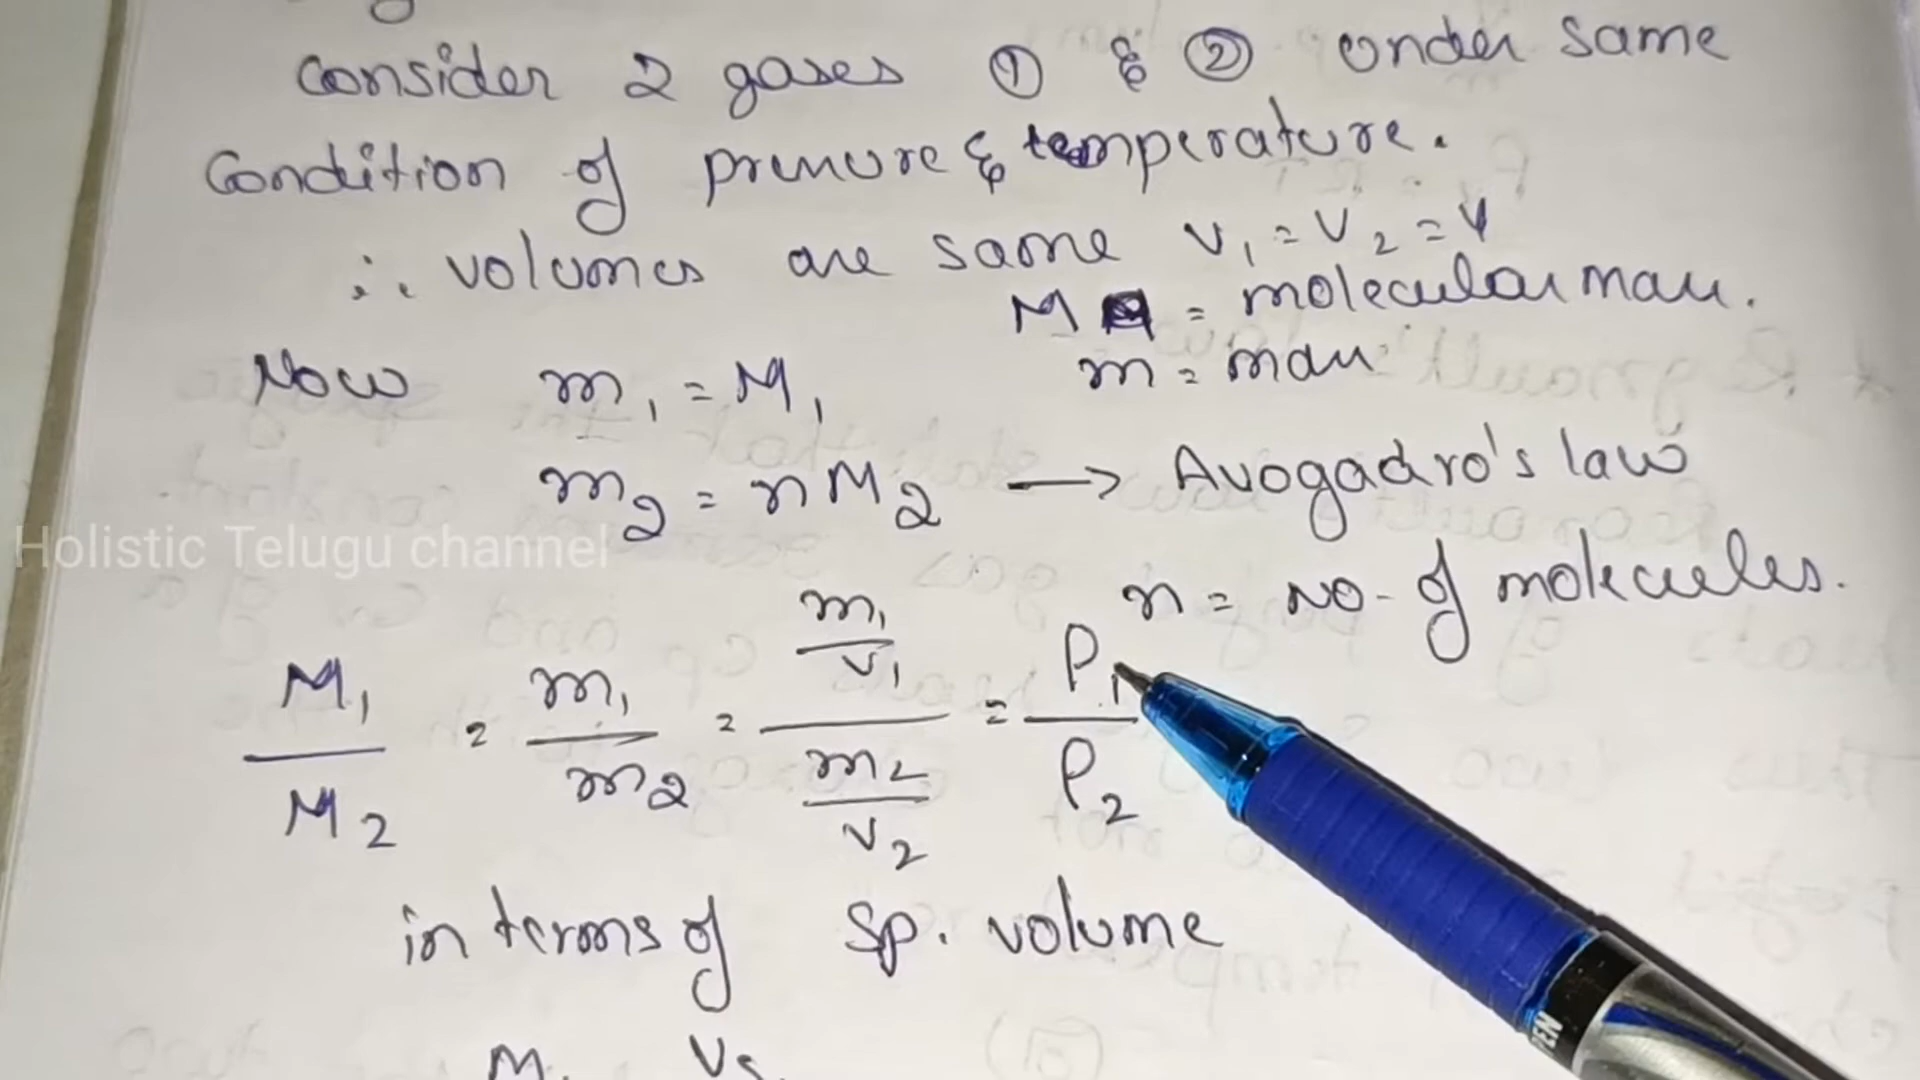 Consider 2 gases ① & ② under same
Condition of pressure & temperature.
∴ volumes are same V₁ = V₂ = V
M = molecular mass.
Now m₁ = M₁ m = mass
m₂ = nM₂ → Avogadro's law
Holistic Telugu channel
n = No. of molecules.
M₁/M₂ = m₁/m₂ = (m₁/V₁)/(m₂/V₂) = ρ₁/ρ₂
in terms of sp. volume